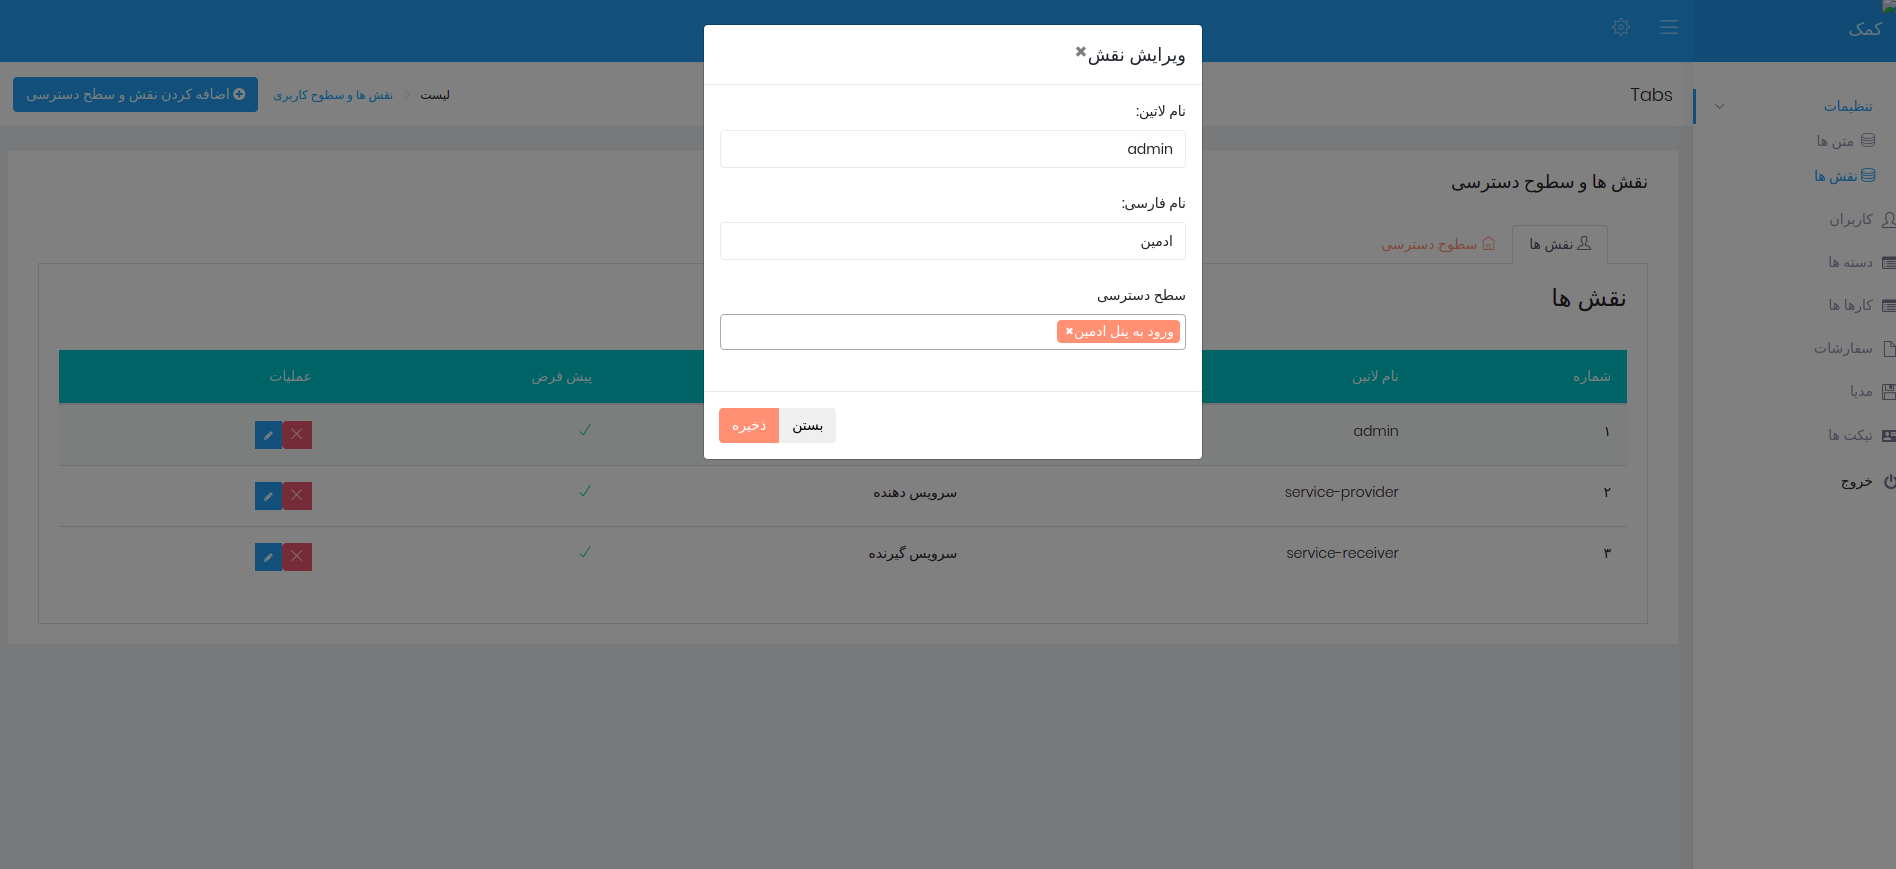 کمک
تنظیمات
متن ها
نقش ها
کاربران
دسته ها
کارها ها
سفارشات
مدیا
تیکت ها
خروج
Tabs
لیست
نقش ها و سطوح کاربری
اضافه کردن نقش و سطح دسترسی
نقش ها و سطوح دسترسی
نقش ها
سطوح دسترسی
نقش ها
شماره نام لاتین پیش فرض عملیات
۱ admin
۲ service-provider سرویس دهنده
۳ service-receiver سرویس گیرنده
ویرایش نقش
نام لاتین:
admin
نام فارسی:
ادمین
سطح دسترسی
ورود به پنل ادمین
بستن
ذخیره